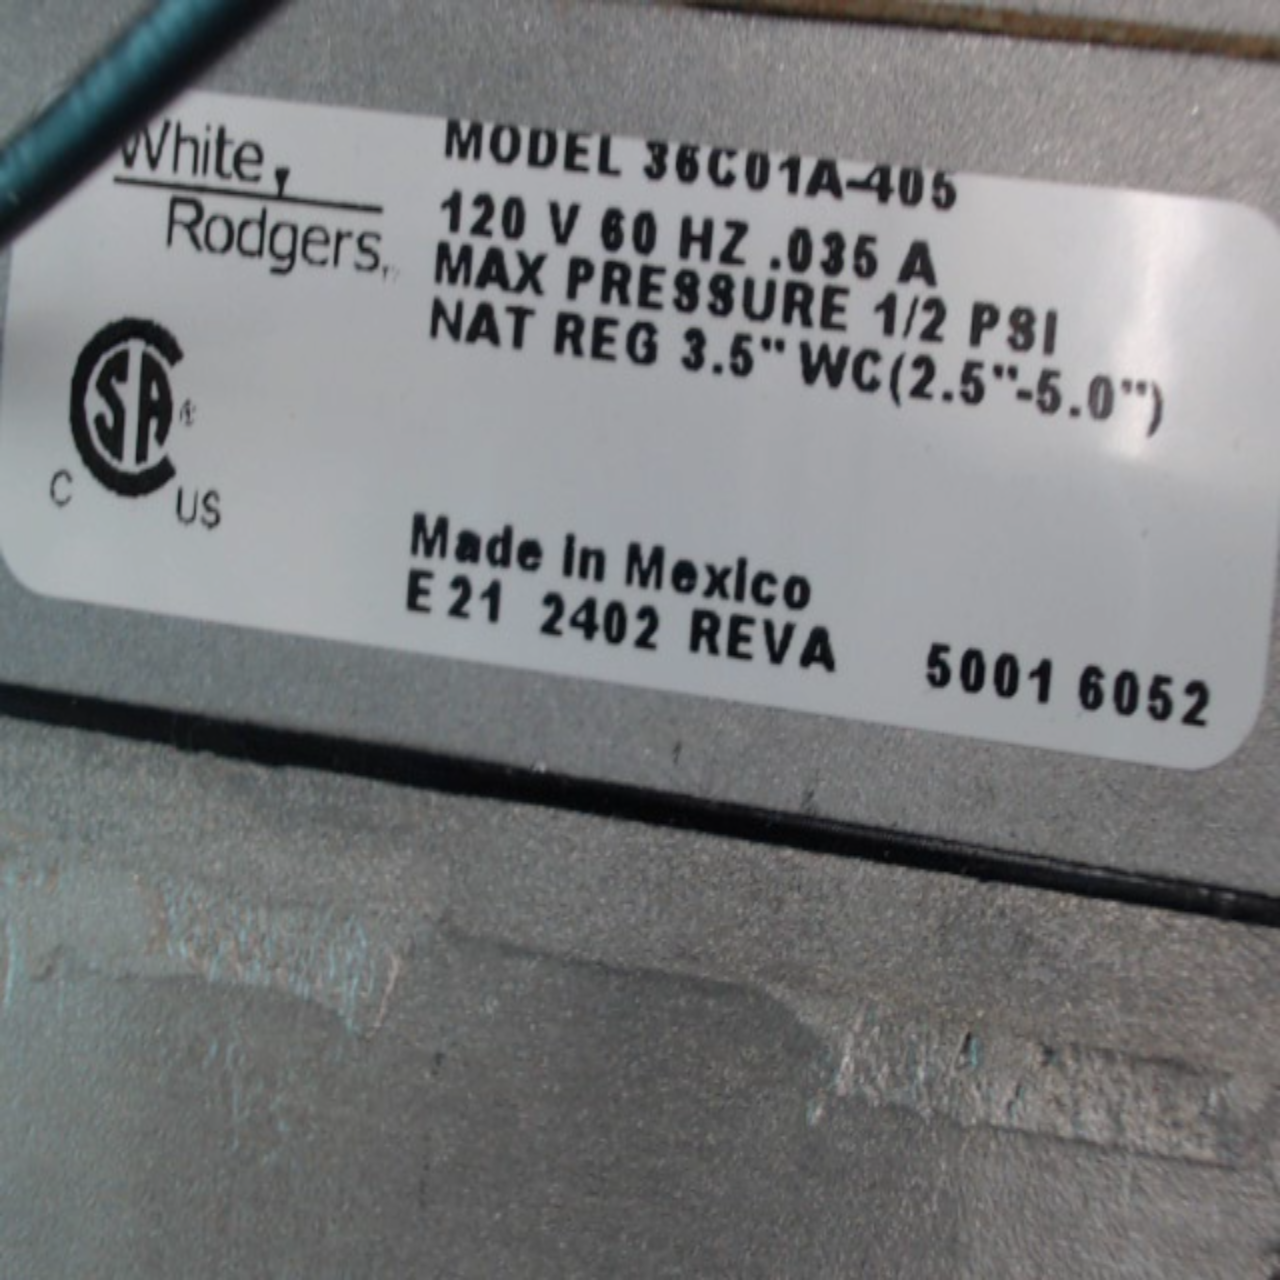 White
Rodgers
MODEL 36C01A-405
120 V 60 HZ .035 A
MAX PRESSURE 1/2 PSI
NAT REG 3.5" WC(2.5"-5.0")
SA
C US
Made in Mexico
E 21 2402 REVA 5001 6052